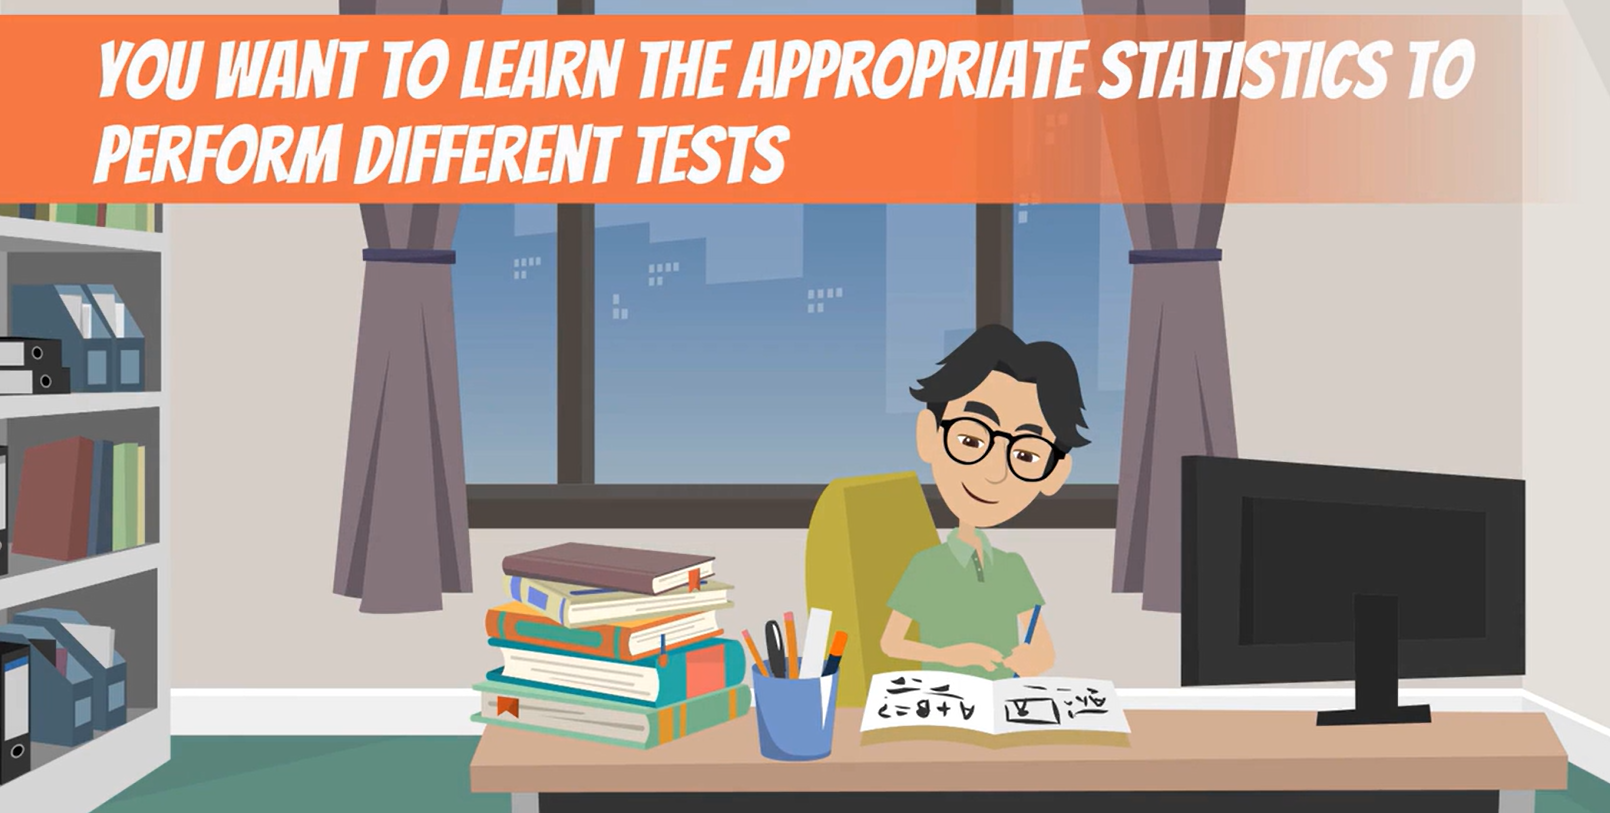 YOU WANT TO LEARN THE APPROPRIATE STATISTICS TO
PERFORM DIFFERENT TESTS
A+B=?